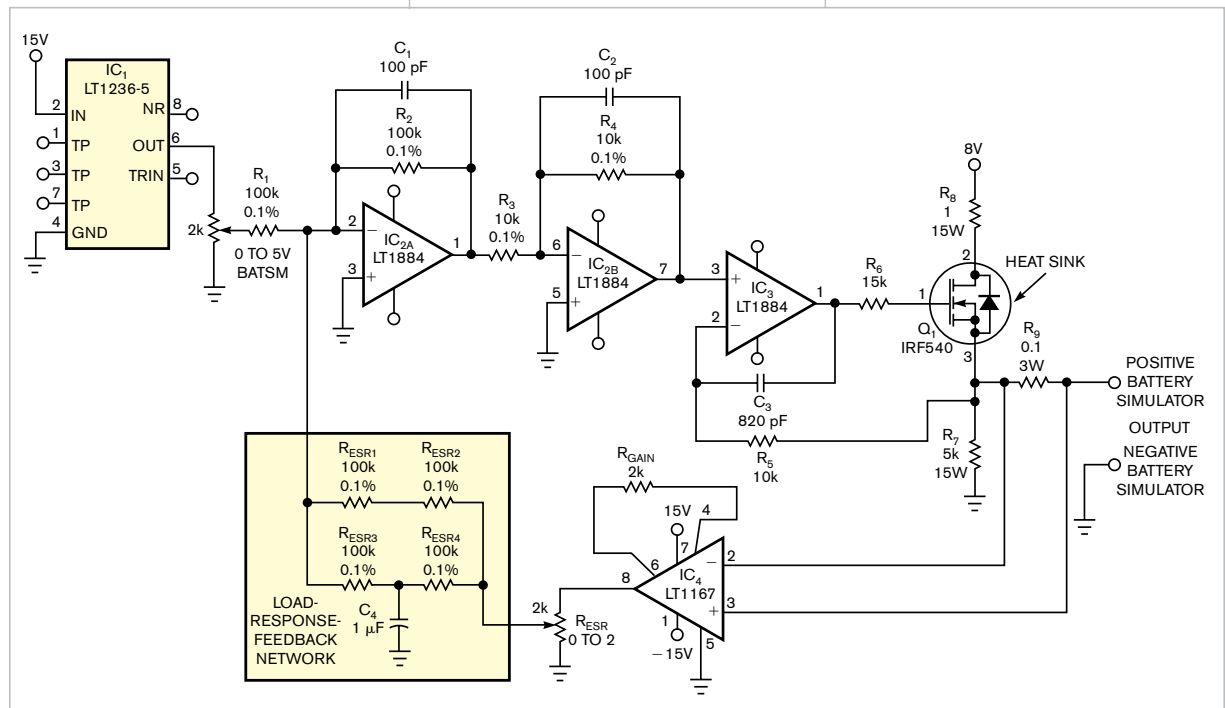 15V
IC1
LT1236-5
2 IN
NR 8
1 TP
OUT 6
3 TP
TRIN 5
7 TP
4 GND
2k
R1
100k
0.1%
0 TO 5V
BATSM
C1
100 pF
R2
100k
0.1%
2
−
IC2A
LT1884
1
3
+
R3
10k
0.1%
C2
100 pF
R4
10k
0.1%
6
−
IC2B
LT1884
7
5
+
3
+
IC3
LT1884
1
2
−
C3
820 pF
R5
10k
R6
15k
8V
R8
1
15W
2
1
Q1
IRF540
3
HEAT SINK
R9
0.1
3W
R7
5k
15W
POSITIVE
BATTERY
SIMULATOR
OUTPUT
NEGATIVE
BATTERY
SIMULATOR
RESR1
100k
0.1%
RESR2
100k
0.1%
RESR3
100k
0.1%
RESR4
100k
0.1%
C4
1 µF
LOAD-
RESPONSE-
FEEDBACK
NETWORK
RGAIN
2k
15V
4
7
6
8
IC4
LT1167
−
2
+
3
1
−15V
5
2k
RESR
0 TO 2